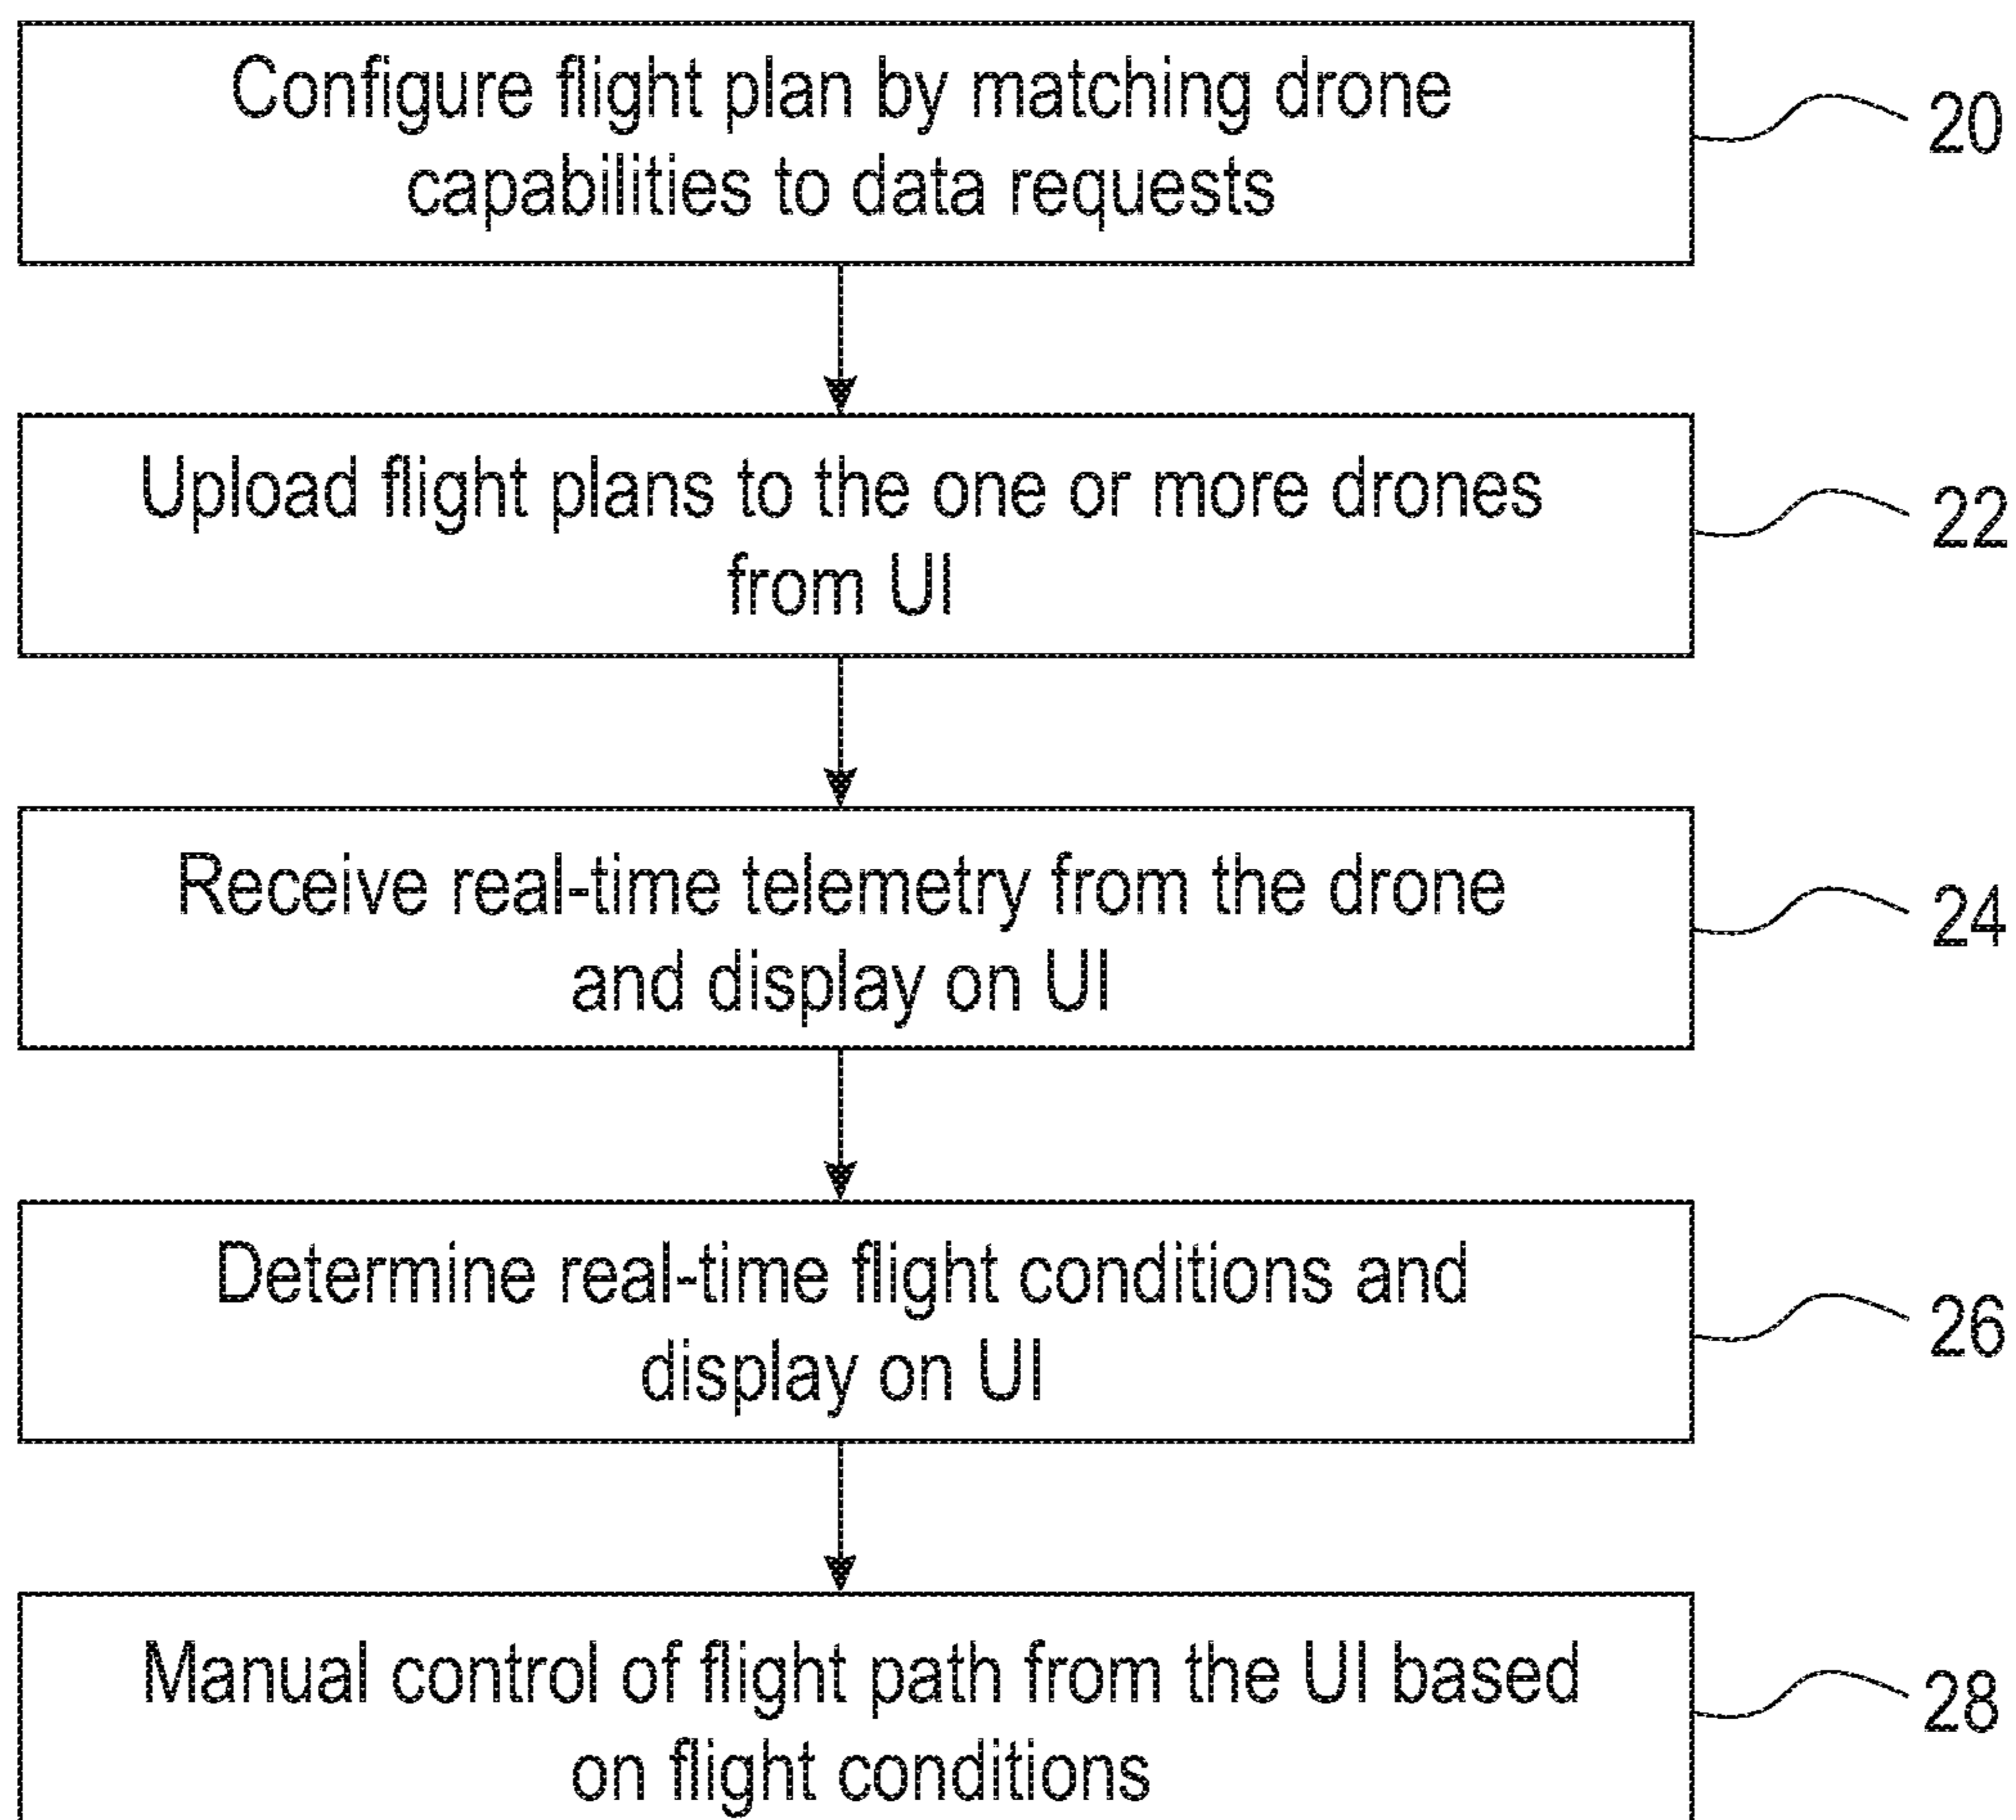 Configure flight plan by matching drone
capabilities to data requests
20
Upload flight plans to the one or more drones
from UI
22
Receive real-time telemetry from the drone
and display on UI
24
Determine real-time flight conditions and
display on UI
26
Manual control of flight path from the UI based
on flight conditions
28